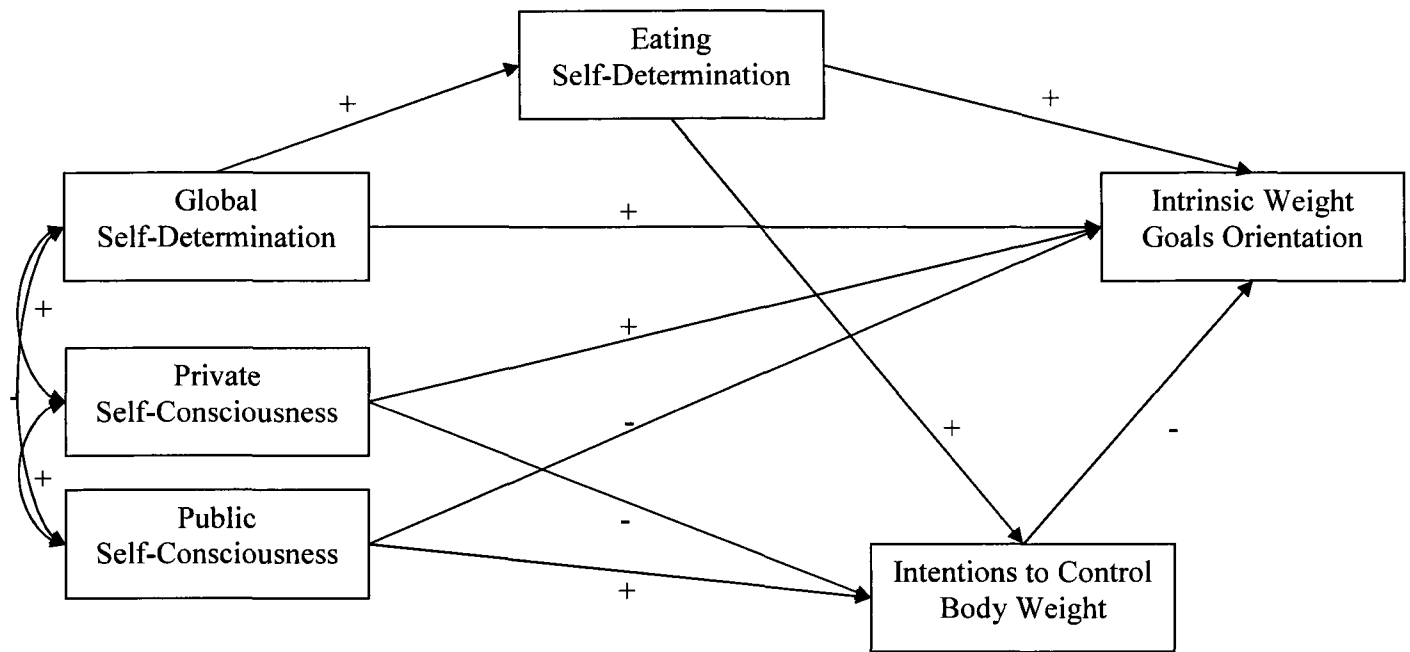 Eating
Self-Determination
+
+
Global
Self-Determination
+
Intrinsic Weight
Goals Orientation
+
+
Private
Self-Consciousness
-
-
+
-
+
Public
Self-Consciousness
-
+
Intentions to Control
Body Weight